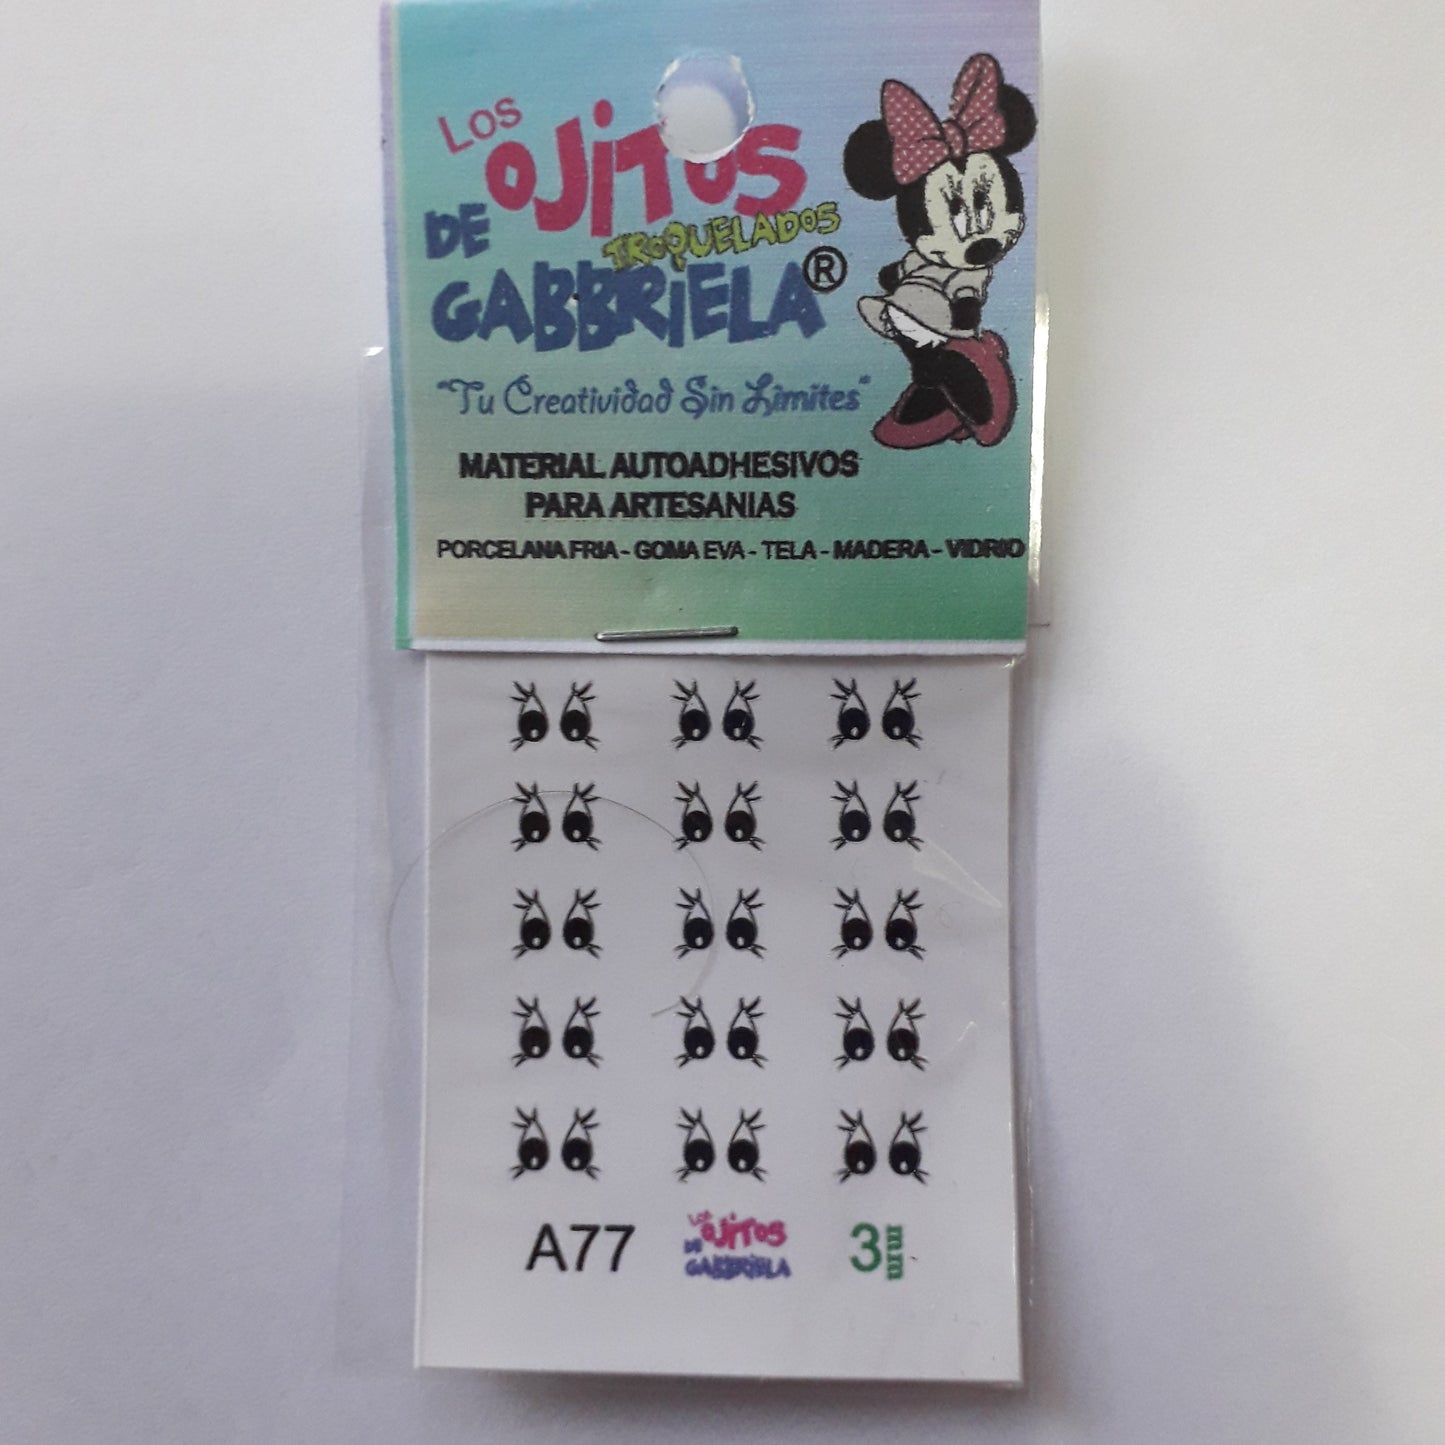 Los
OJITOS
TROQUELADOS
DE
GABBRIELA®
"Tu Creatividad Sin Límites"
MATERIAL AUTOADHESIVOS
PARA ARTESANIAS
PORCELANA FRIA - GOMA EVA - TELA - MADERA - VIDRIO
A77
LOS
OJITOS
DE
GABBRIELA
3mm